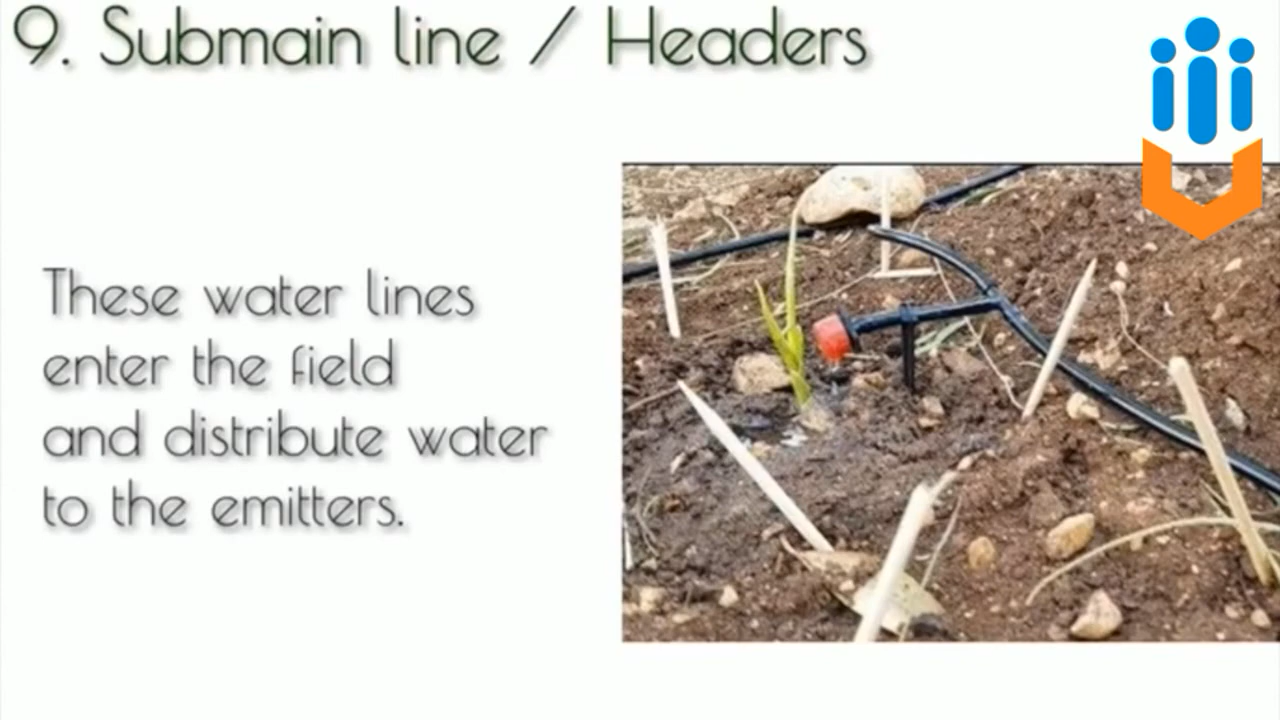 9. Submain line / Headers
These water lines
enter the field
and distribute water
to the emitters.